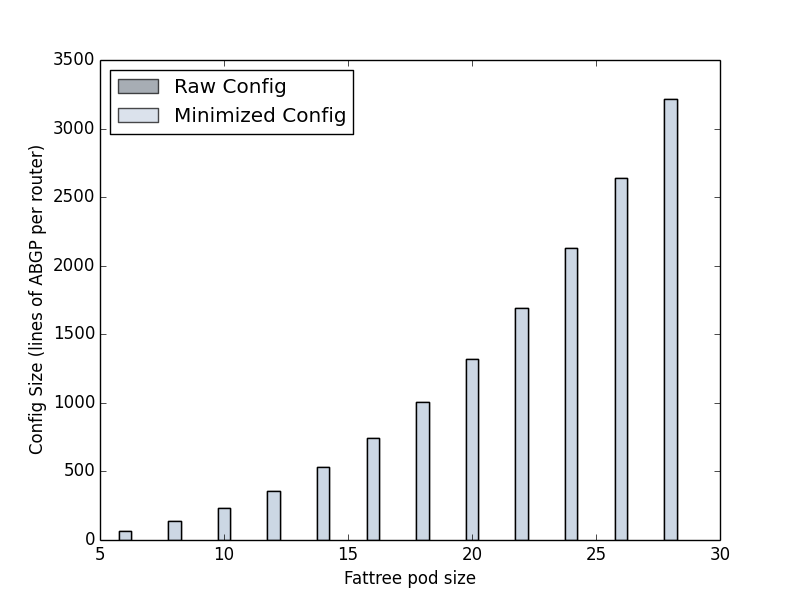 Raw Config
Minimized Config
Config Size (lines of ABGP per router)
3500
3000
2500
2000
1500
1000
500
0
5 10 15 20 25 30
Fattree pod size